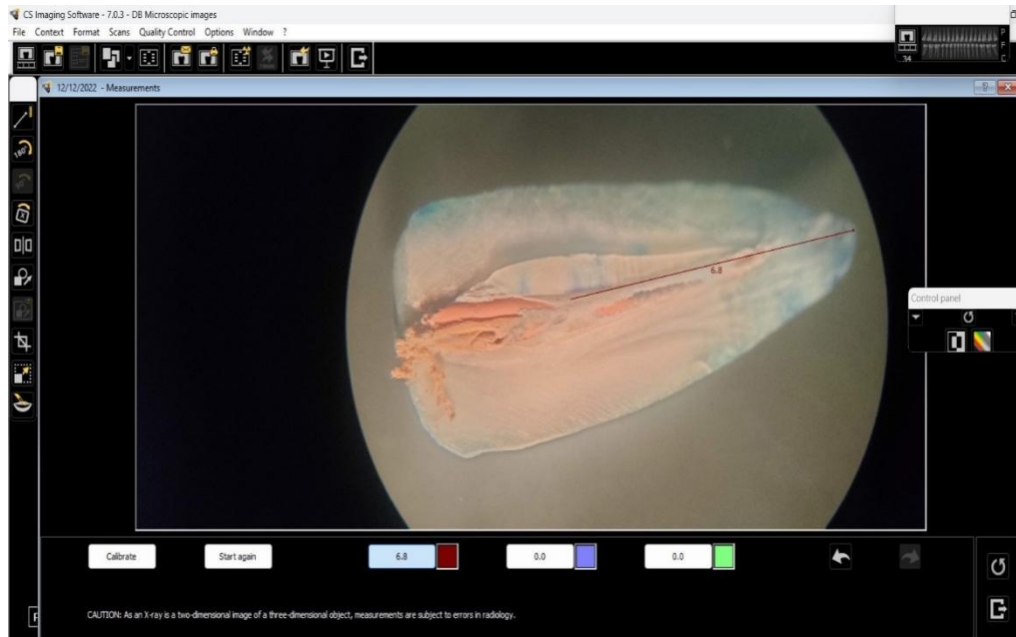 CS Imaging Software - 7.0.3 - DB Microscopic images
File Context Format Scans Quality Control Options Window ?
34
P
F
C
12/12/2022 - Measurements
180°
6.8
Control panel
Calibrate Start again 6.8 0.0 0.0
CAUTION: As an X-ray is a two-dimensional image of a three-dimensional object, measurements are subject to errors in radiology.